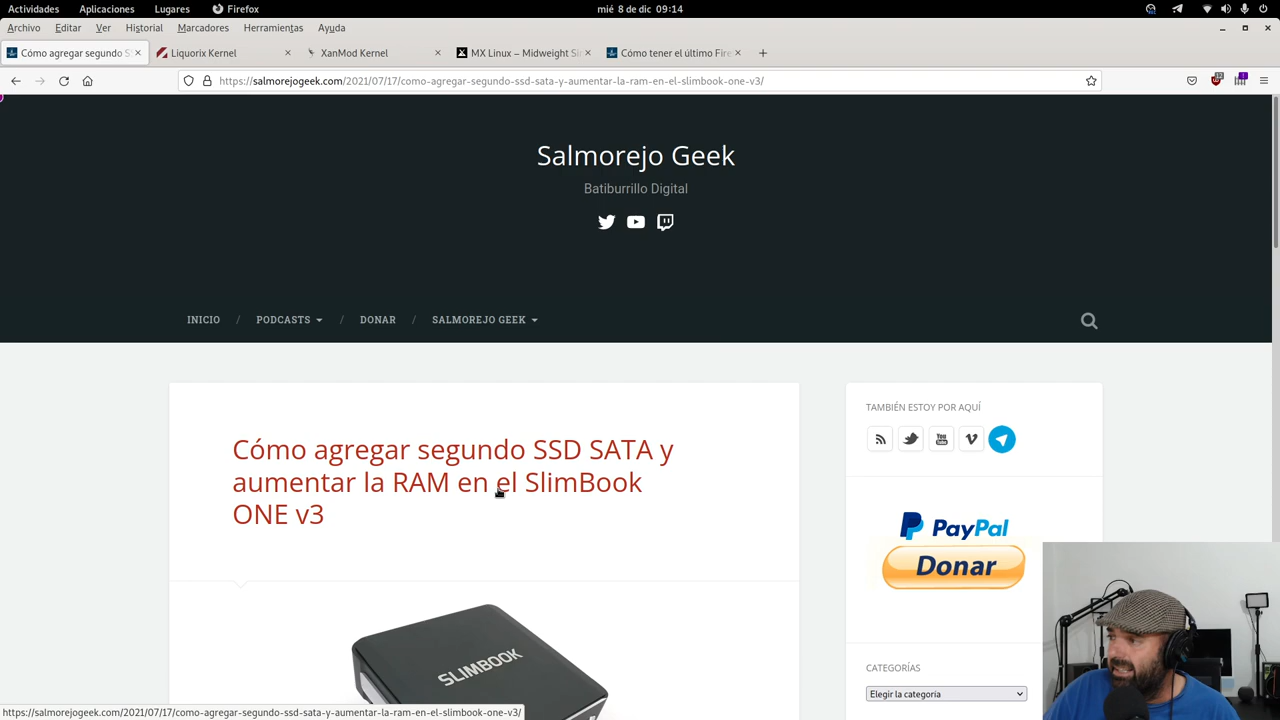 Actividades Aplicaciones Lugares Firefox mié 8 de dic 09:14
Archivo Editar Ver Historial Marcadores Herramientas Ayuda
Cómo agregar segundo S Liquorix Kernel XanMod Kernel MX Linux – Midweight Si Cómo tener el último Fire
https://salmorejogeek.com/2021/07/17/como-agregar-segundo-ssd-sata-y-aumentar-la-ram-en-el-slimbook-one-v3/
Salmorejo Geek
Batiburrillo Digital
INICIO / PODCASTS / DONAR / SALMOREJO GEEK
Cómo agregar segundo SSD SATA y
aumentar la RAM en el SlimBook
ONE v3
SLIMBOOK
TAMBIÉN ESTOY POR AQUÍ
You Tube
PayPal
Donar
CATEGORÍAS
Elegir la categoría
https://salmorejogeek.com/2021/07/17/como-agregar-segundo-ssd-sata-y-aumentar-la-ram-en-el-slimbook-one-v3/